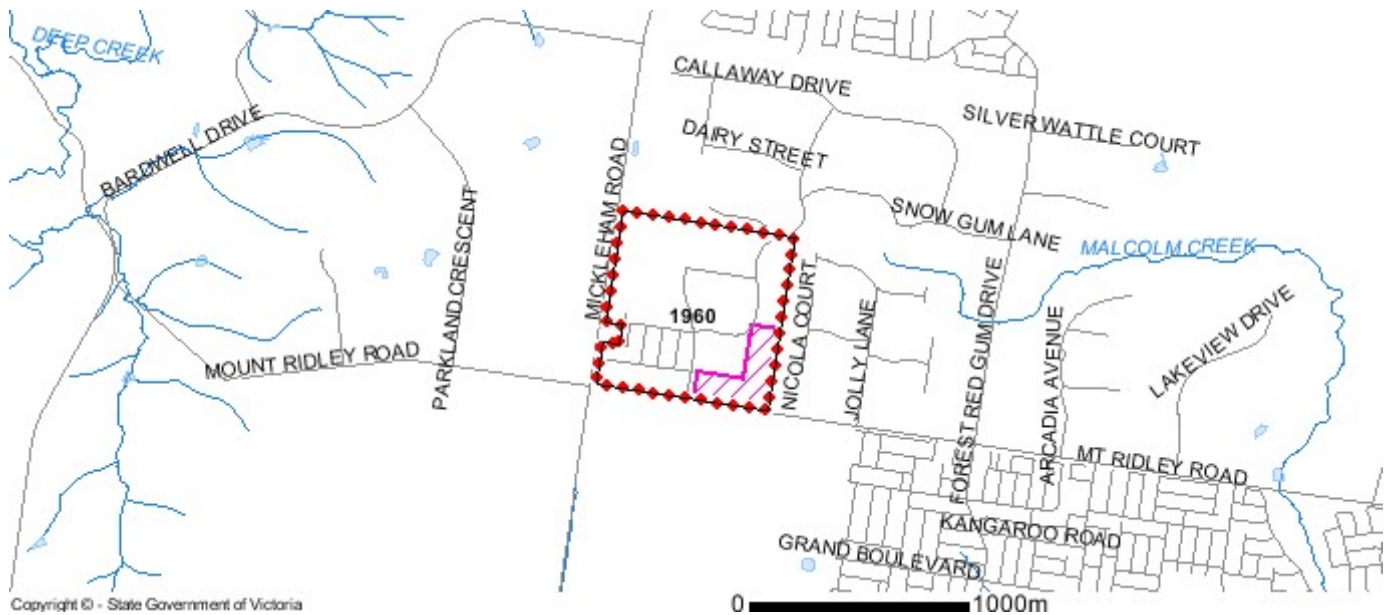 DEEP CREEK
CALLAWAY DRIVE
BARDWELL DRIVE
SILVER WATTLE COURT
DAIRY STREET
MICKLEHAM ROAD
PARKLAND CRESCENT
SNOW GUM LANE
MALCOLM CREEK
NICOLA COURT
FOREST RED GUM DRIVE
1960
JOLLY LANE
ARCADIA AVENUE
LAKEVIEW DRIVE
MOUNT RIDLEY ROAD
MT RIDLEY ROAD
KANGAROO ROAD
GRAND BOULEVARD
Copyright © - State Government of Victoria
0 1000m